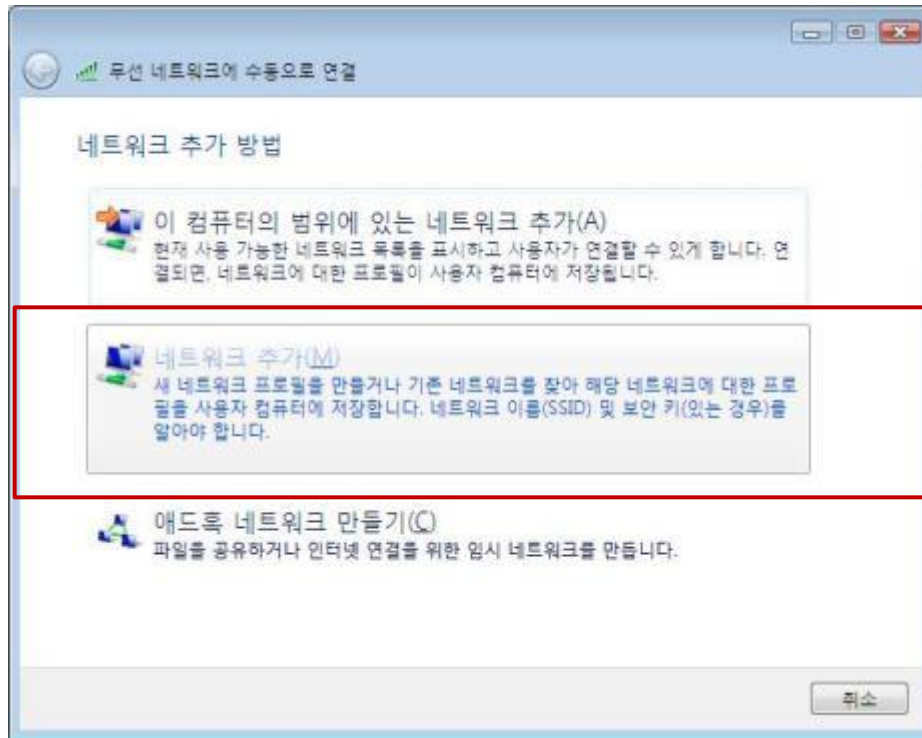 무선 네트워크에 수동으로 연결
네트워크 추가 방법
이 컴퓨터의 범위에 있는 네트워크 추가(A)
현재 사용 가능한 네트워크 목록을 표시하고 사용자가 연결할 수 있게 합니다. 연
결되면, 네트워크에 대한 프로필이 사용자 컴퓨터에 저장됩니다.
네트워크 추가(M)
새 네트워크 프로필을 만들거나 기존 네트워크를 찾아 해당 네트워크에 대한 프로
필을 사용자 컴퓨터에 저장합니다. 네트워크 이름(SSID) 및 보안 키(있는 경우)를
알아야 합니다.
애드혹 네트워크 만들기(C)
파일을 공유하거나 인터넷 연결을 위한 임시 네트워크를 만듭니다.
취소